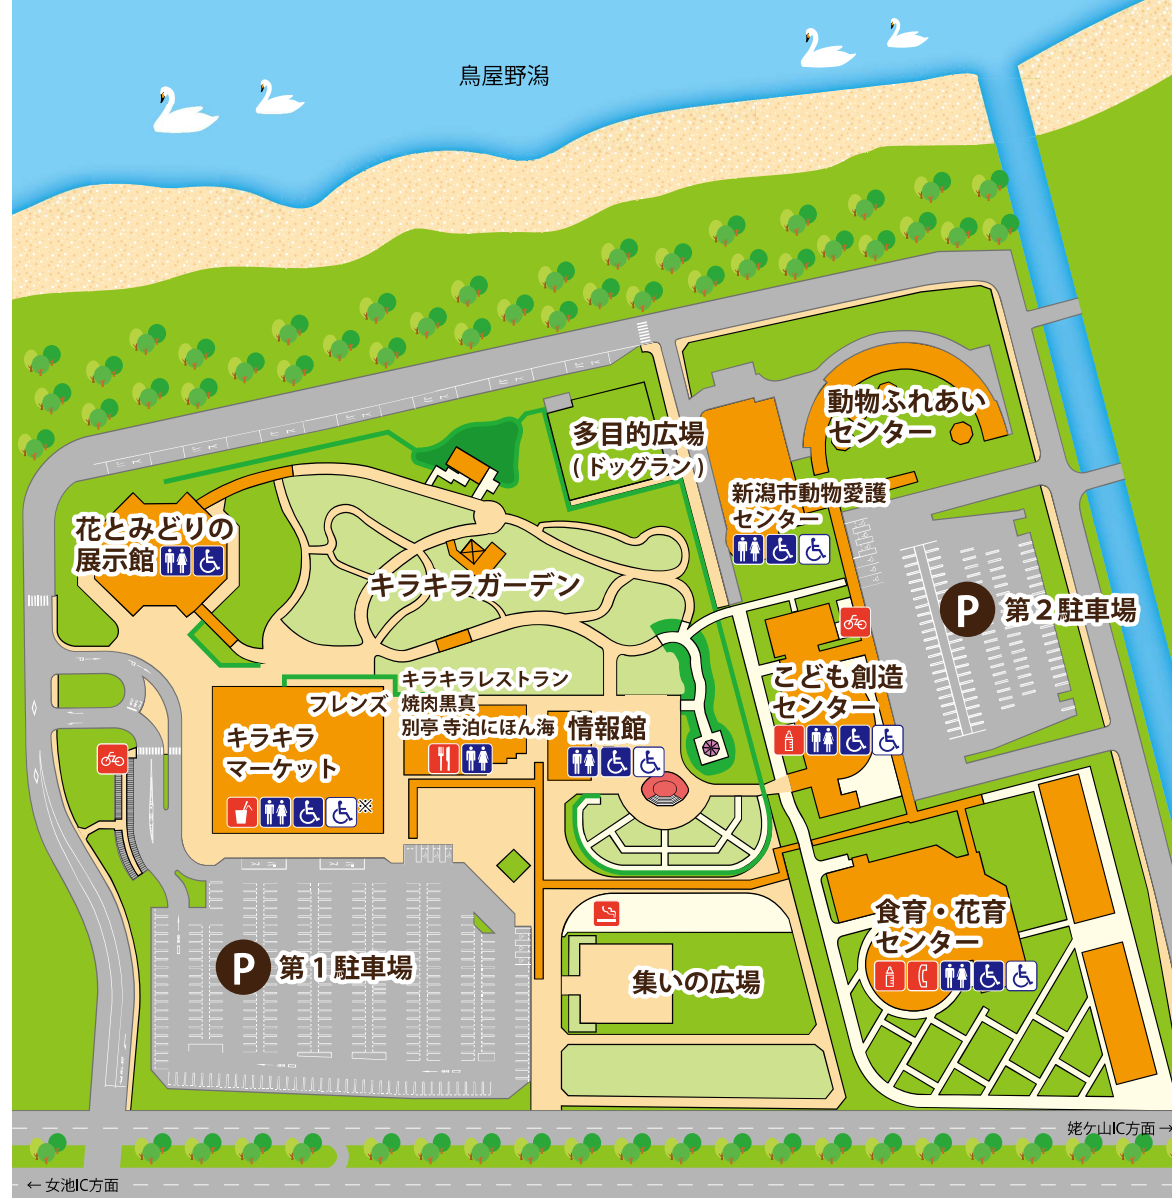 鳥屋野潟
動物ふれあい
センター
多目的広場
(ドッグラン)
新潟市動物愛護
センター
花とみどりの
展示館
キラキラガーデン
P 第2駐車場
こども創造
センター
キラキラレストラン
フレンズ 焼肉黒真
別亭 寺泊にほん海
情報館
キラキラ
マーケット
※
食育・花育
センター
P 第1駐車場
集いの広場
姥ケ山IC方面→
←女池IC方面